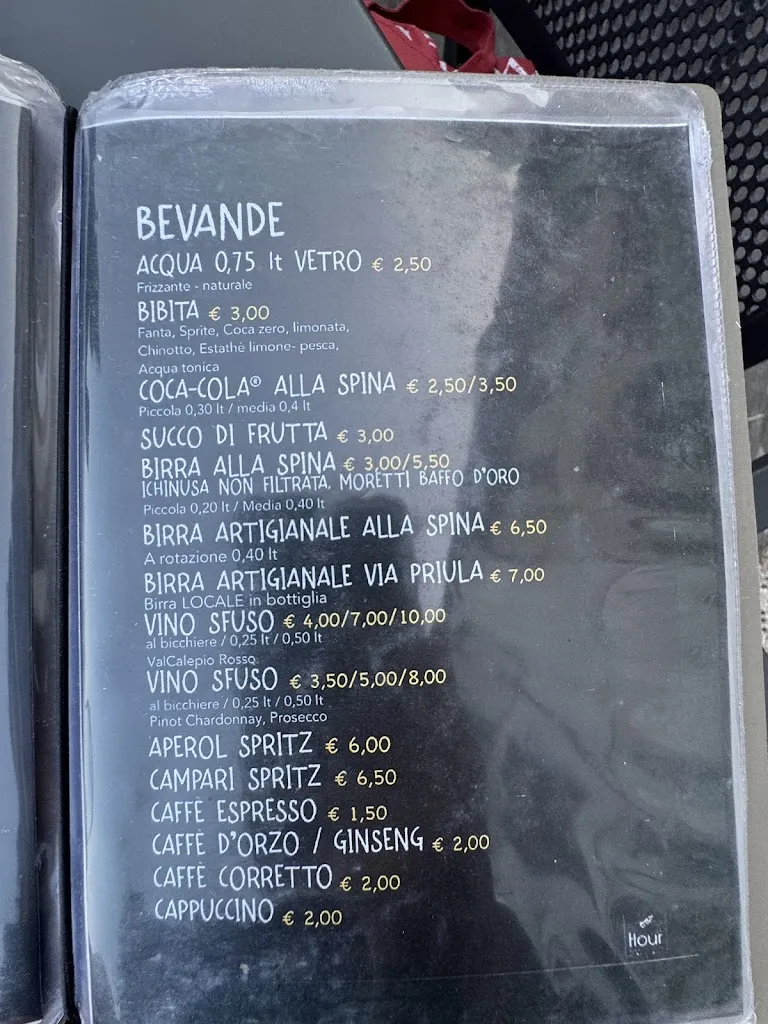 BEVANDE
ACQUA 0,75 lt VETRO € 2,50
Frizzante - naturale
BIBITA € 3,00
Fanta, Sprite, Coca zero, limonata,
Chinotto, Estathè limone- pesca,
Acqua tonica
COCA-COLA® ALLA SPINA € 2,50/3,50
Piccola 0,30 lt / media 0,4 lt
SUCCO DI FRUTTA € 3,00
BIRRA ALLA SPINA € 3,00/5,50
ICHINUSA NON FILTRATA, MORETTI BAFFO D'ORO
Piccola 0,20 lt / Media 0,40 lt
BIRRA ARTIGIANALE ALLA SPINA € 6,50
A rotazione 0,40 lt
BIRRA ARTIGIANALE VIA PRIULA € 7,00
Birra LOCALE in bottiglia
VINO SFUSO € 4,00/7,00/10,00
al bicchiere / 0,25 lt / 0,50 lt
ValCalepio Rosso
VINO SFUSO € 3,50/5,00/8,00
al bicchiere / 0,25 lt / 0,50 lt
Pinot Chardonnay, Prosecco
APEROL SPRITZ € 6,00
CAMPARI SPRITZ € 6,50
CAFFÈ ESPRESSO € 1,50
CAFFÈ D'ORZO / GINSENG € 2,00
CAFFÈ CORRETTO € 2,00
CAPPUCCINO € 2,00
Hour